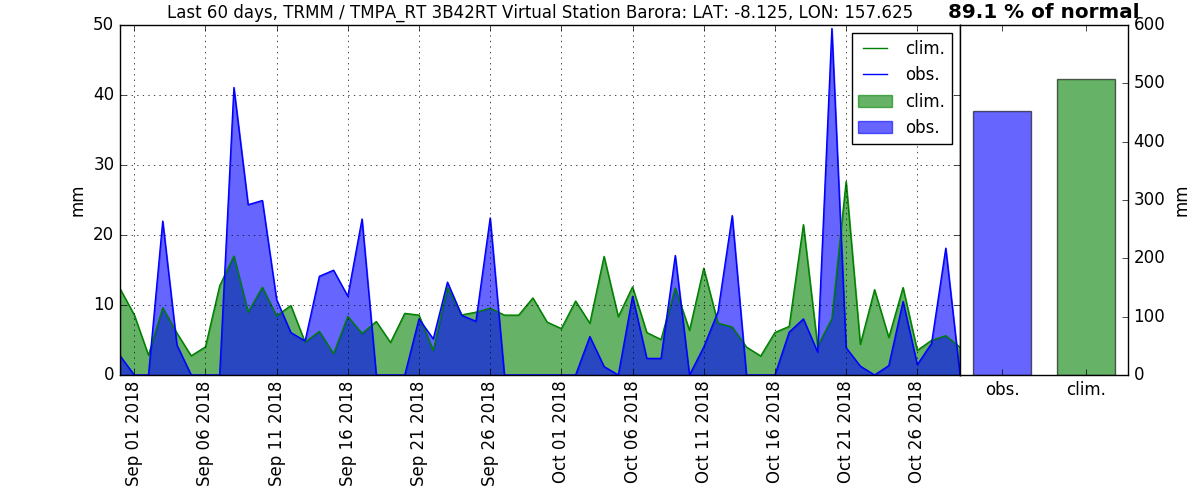 Last 60 days, TRMM / TMPA_RT 3B42RT Virtual Station Barora: LAT: -8.125, LON: 157.625
89.1 % of normal
50
40
30
20
10
0
mm
clim.
obs.
clim.
obs.
600
500
400
300
200
100
0
mm
Sep 01 2018
Sep 06 2018
Sep 11 2018
Sep 16 2018
Sep 21 2018
Sep 26 2018
Oct 01 2018
Oct 06 2018
Oct 11 2018
Oct 16 2018
Oct 21 2018
Oct 26 2018
obs.
clim.